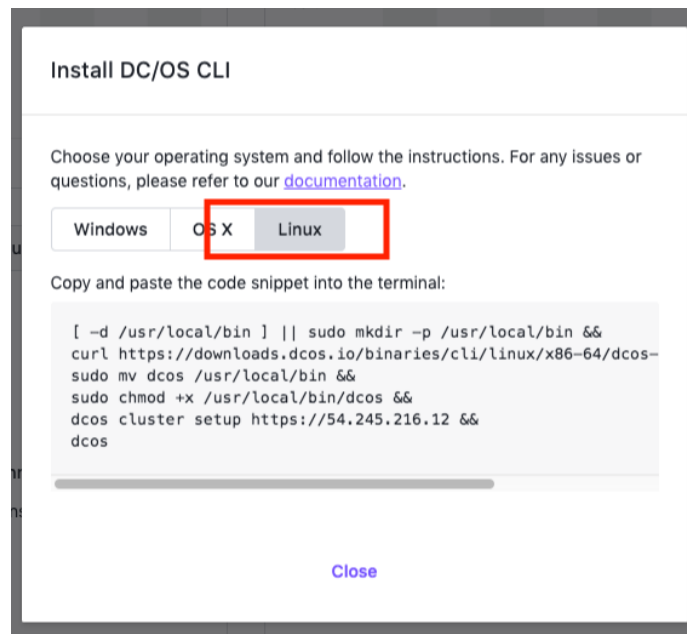 Install DC/OS CLI
Choose your operating system and follow the instructions. For any issues or
questions, please refer to our documentation.
Windows OS X Linux
Copy and paste the code snippet into the terminal:
[ -d /usr/local/bin ] || sudo mkdir -p /usr/local/bin &&
curl https://downloads.dcos.io/binaries/cli/linux/x86-64/dcos-
sudo mv dcos /usr/local/bin &&
sudo chmod +x /usr/local/bin/dcos &&
dcos cluster setup https://54.245.216.12 &&
dcos
Close